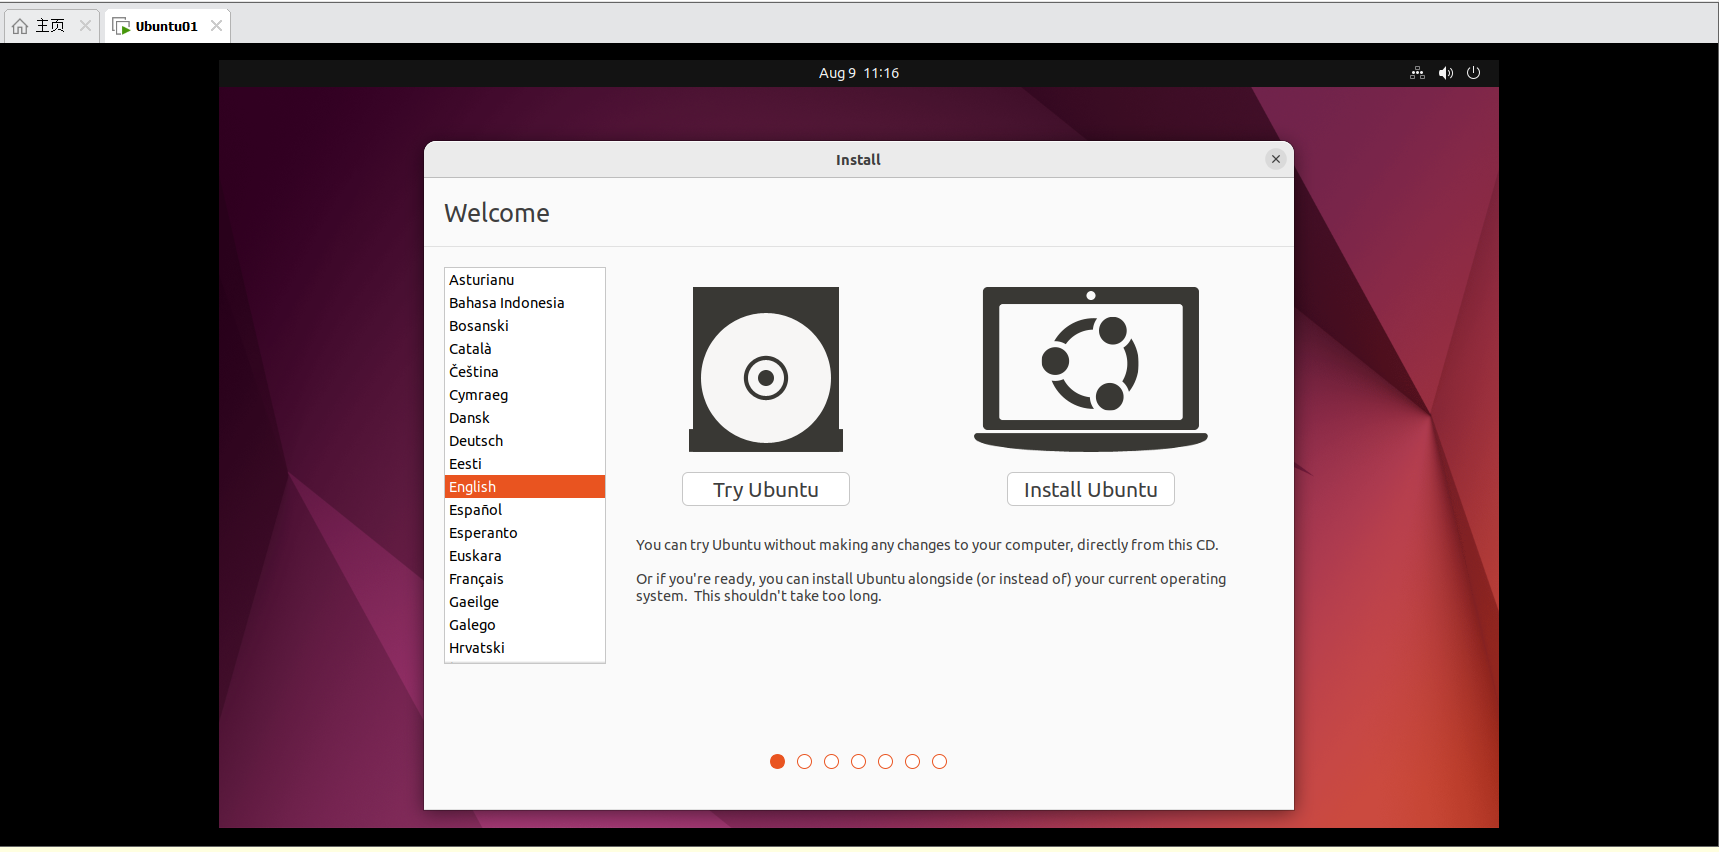 主页
Ubuntu01
Aug 9 11:16
Install
Welcome
Asturianu
Bahasa Indonesia
Bosanski
Català
Čeština
Cymraeg
Dansk
Deutsch
Eesti
English
Español
Esperanto
Euskara
Français
Gaeilge
Galego
Hrvatski
Try Ubuntu
Install Ubuntu
You can try Ubuntu without making any changes to your computer, directly from this CD.
Or if you're ready, you can install Ubuntu alongside (or instead of) your current operating
system. This shouldn't take too long.